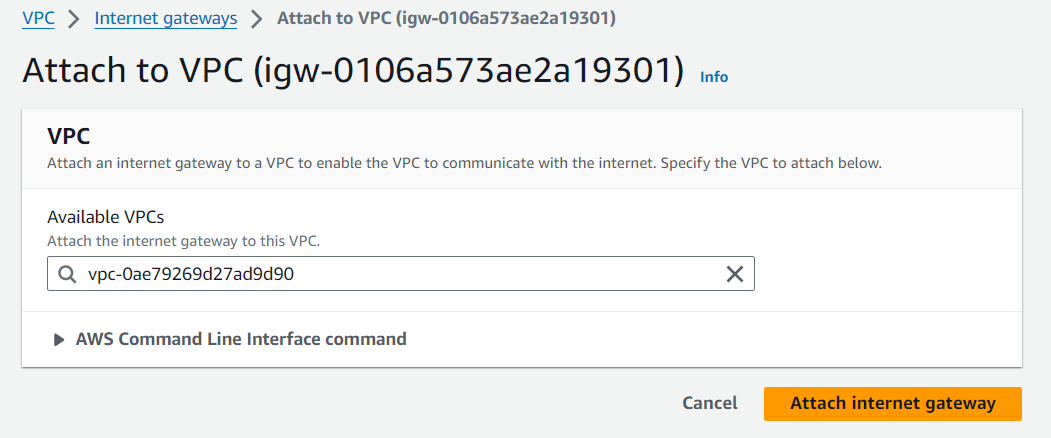 VPC > Internet gateways > Attach to VPC (igw-0106a573ae2a19301)
Attach to VPC (igw-0106a573ae2a19301) Info
VPC
Attach an internet gateway to a VPC to enable the VPC to communicate with the internet. Specify the VPC to attach below.
Available VPCs
Attach the internet gateway to this VPC.
vpc-0ae79269d27ad9d90
AWS Command Line Interface command
Cancel Attach internet gateway